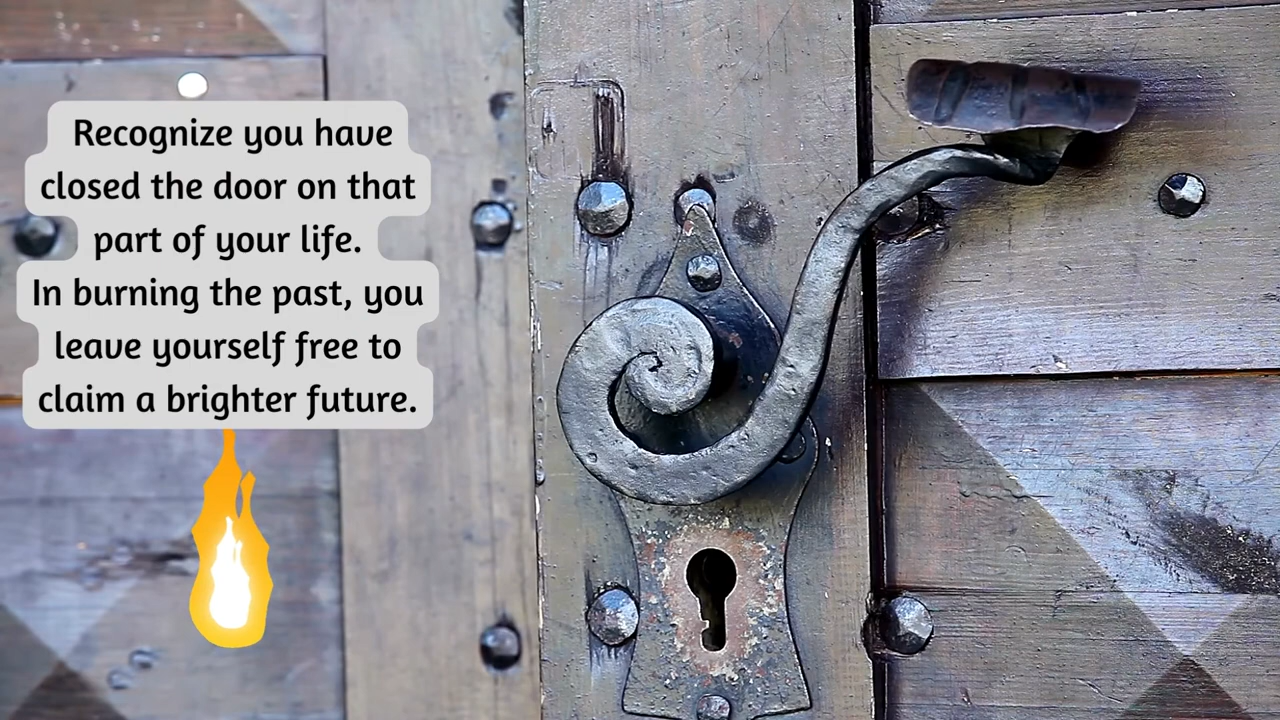 Recognize you have
closed the door on that
part of your life.
In burning the past, you
leave yourself free to
claim a brighter future.